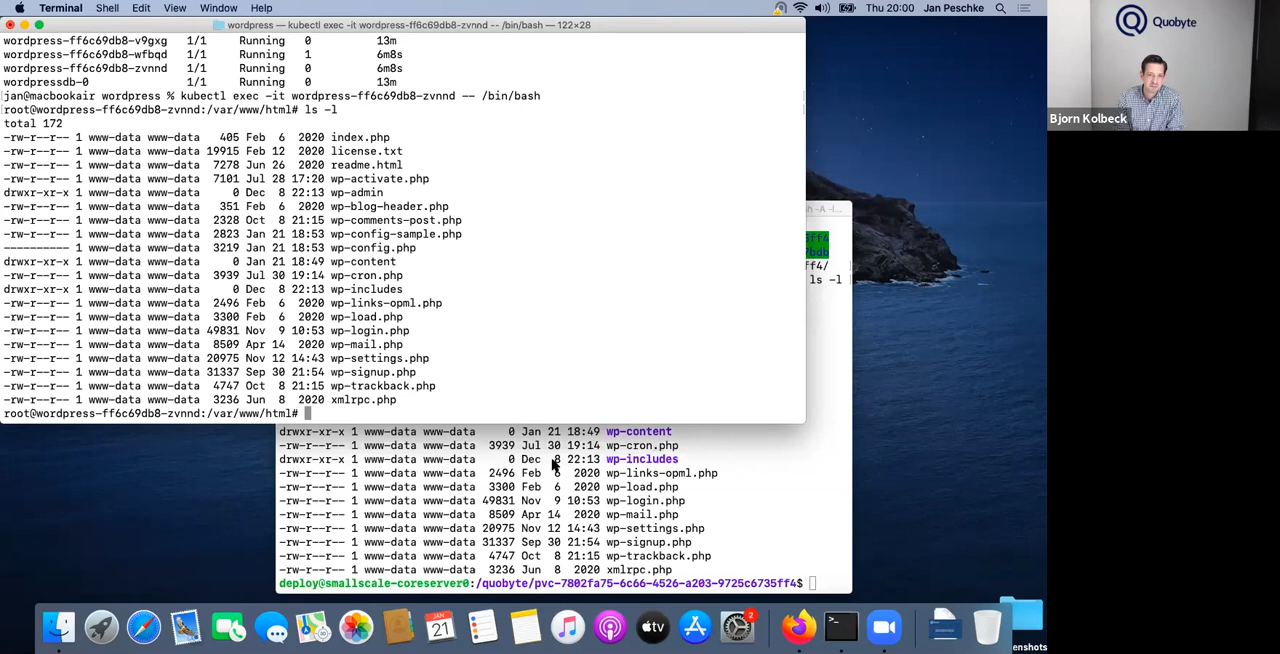 Terminal Shell Edit View Window Help
Thu 20:00 Jan Peschke
wordpress — kubectl exec -it wordpress-ff6c69db8-zvnnd -- /bin/bash — 122×28
wordpress-ff6c69db8-v9gxg 1/1 Running 0 13m
wordpress-ff6c69db8-wfbqd 1/1 Running 1 6m8s
wordpress-ff6c69db8-zvnnd 1/1 Running 0 6m8s
wordpressdb-0 1/1 Running 0 13m
jan@macbookair wordpress % kubectl exec -it wordpress-ff6c69db8-zvnnd -- /bin/bash
root@wordpress-ff6c69db8-zvnnd:/var/www/html# ls -l
total 172
-rw-r--r-- 1 www-data www-data 405 Feb 6 2020 index.php
-rw-r--r-- 1 www-data www-data 19915 Feb 12 2020 license.txt
-rw-r--r-- 1 www-data www-data 7278 Jun 26 2020 readme.html
-rw-r--r-- 1 www-data www-data 7101 Jul 28 17:20 wp-activate.php
drwxr-xr-x 1 www-data www-data 0 Dec 8 22:13 wp-admin
-rw-r--r-- 1 www-data www-data 351 Feb 6 2020 wp-blog-header.php
-rw-r--r-- 1 www-data www-data 2328 Oct 8 21:15 wp-comments-post.php
-rw-r--r-- 1 www-data www-data 2823 Jan 21 18:53 wp-config-sample.php
---------- 1 www-data www-data 3219 Jan 21 18:53 wp-config.php
drwxr-xr-x 1 www-data www-data 0 Jan 21 18:49 wp-content
-rw-r--r-- 1 www-data www-data 3939 Jul 30 19:14 wp-cron.php
drwxr-xr-x 1 www-data www-data 0 Dec 8 22:13 wp-includes
-rw-r--r-- 1 www-data www-data 2496 Feb 6 2020 wp-links-opml.php
-rw-r--r-- 1 www-data www-data 3300 Feb 6 2020 wp-load.php
-rw-r--r-- 1 www-data www-data 49831 Nov 9 10:53 wp-login.php
-rw-r--r-- 1 www-data www-data 8509 Apr 14 2020 wp-mail.php
-rw-r--r-- 1 www-data www-data 20975 Nov 12 14:43 wp-settings.php
-rw-r--r-- 1 www-data www-data 31337 Sep 30 21:54 wp-signup.php
-rw-r--r-- 1 www-data www-data 4747 Oct 8 21:15 wp-trackback.php
-rw-r--r-- 1 www-data www-data 3236 Jun 8 2020 xmlrpc.php
root@wordpress-ff6c69db8-zvnnd:/var/www/html#
ff4/
ls -l
drwxr-xr-x 1 www-data www-data 0 Jan 21 18:49 wp-content
-rw-r--r-- 1 www-data www-data 3939 Jul 30 19:14 wp-cron.php
drwxr-xr-x 1 www-data www-data 0 Dec 8 22:13 wp-includes
-rw-r--r-- 1 www-data www-data 2496 Feb 6 2020 wp-links-opml.php
-rw-r--r-- 1 www-data www-data 3300 Feb 6 2020 wp-load.php
-rw-r--r-- 1 www-data www-data 49831 Nov 9 10:53 wp-login.php
-rw-r--r-- 1 www-data www-data 8509 Apr 14 2020 wp-mail.php
-rw-r--r-- 1 www-data www-data 20975 Nov 12 14:43 wp-settings.php
-rw-r--r-- 1 www-data www-data 31337 Sep 30 21:54 wp-signup.php
-rw-r--r-- 1 www-data www-data 4747 Oct 8 21:15 wp-trackback.php
-rw-r--r-- 1 www-data www-data 3236 Jun 8 2020 xmlrpc.php
deploy@smallscale-coreserver0:/quobyte/pvc-7802fa75-6c66-4526-a203-9725c6735ff4$
JAN
21
tv
2
enshots
Quobyte
Bjorn Kolbeck